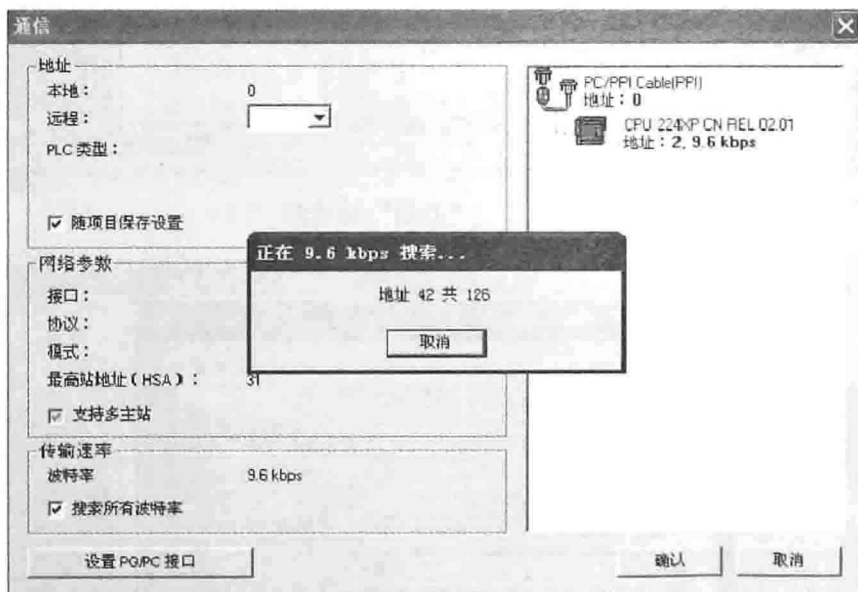 通信
地址
本地： 0
远程：
PLC 类型：
随项目保存设置
网络参数
接口：
协议：
模式：
最高站地址（HSA）： 31
支持多主站
传输速率
波特率 9.6 kbps
搜索所有波特率
设置 PG/PC 接口
PC/PPI Cable(PPI)
地址：0
CPU 224XP CN REL 02.01
地址：2, 9.6 kbps
正在 9.6 kbps 搜索...
地址 42 共 126
取消
确认
取消